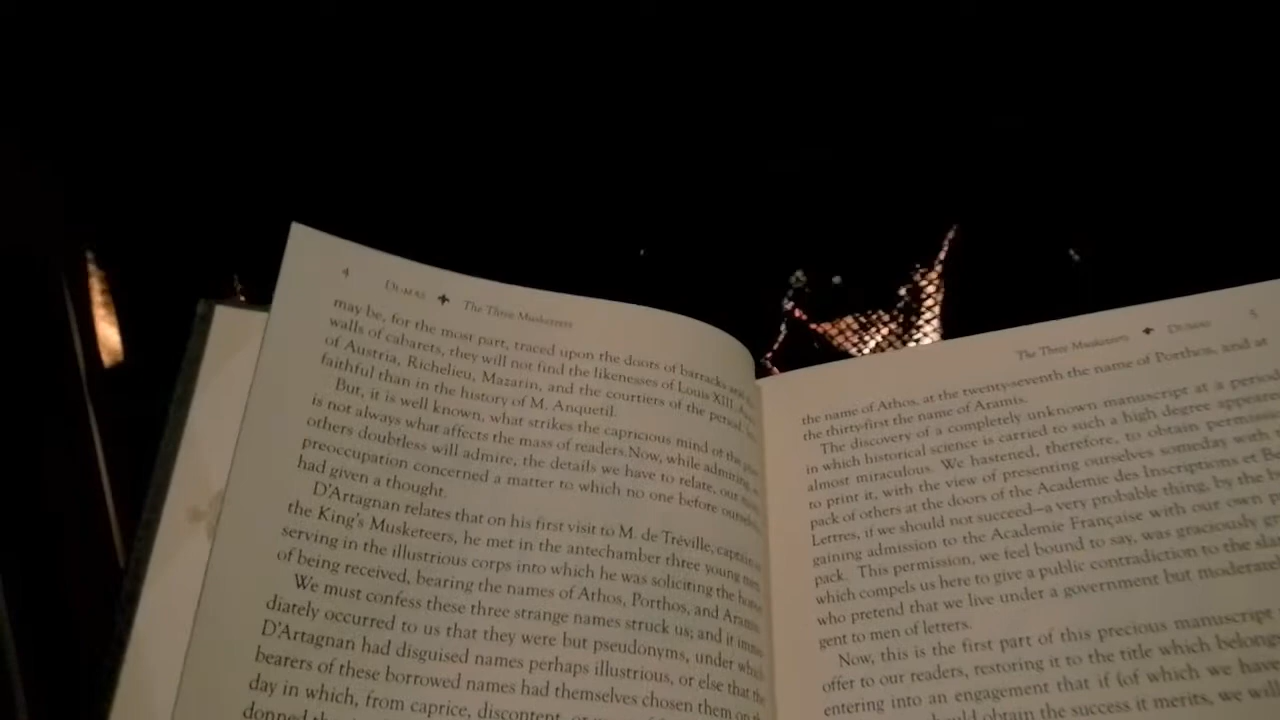 4 DUMAS ✦ The Three Musketeers
may be, for the most part, traced upon the doors of barracks and
walls of cabarets, they will not find the likenesses of Louis XIII,
of Austria, Richelieu, Mazarin, and the courtiers of the period,
faithful than in the history of M. Anquetil.
But, it is well known, what strikes the capricious mind of the
is not always what affects the mass of readers.Now, while admiring,
others doubtless will admire, the details we have to relate, our
preoccupation concerned a matter to which no one before
had given a thought.
D'Artagnan relates that on his first visit to M. de Tréville, captain
the King's Musketeers, he met in the antechamber three young
serving in the illustrious corps into which he was soliciting the
of being received, bearing the names of Athos, Porthos, and Aramis
We must confess these three strange names struck us; and it
diately occurred to us that they were but pseudonyms, under which
D'Artagnan had disguised names perhaps illustrious, or else that the
bearers of these borrowed names had themselves chosen them on
day in which, from caprice, discontent, or
donned
The Three Musketeers ✦ DUMAS 5
the name of Athos, at the twenty-seventh the name of Porthos, and at
the thirty-first the name of Aramis.
The discovery of a completely unknown manuscript at a period
in which historical science is carried to such a high degree appeared
almost miraculous. We hastened, therefore, to obtain permission
to print it, with the view of presenting ourselves someday with
pack of others at the doors of the Academie des Inscriptions et
Lettres, if we should not succeed—a very probable thing, by the
gaining admission to the Academie Française with our own
pack. This permission, we feel bound to say, was graciously
which compels us here to give a public contradiction to the
who pretend that we live under a government but moderately
gent to men of letters.
Now, this is the first part of this precious manuscript
offer to our readers, restoring it to the title which belongs
entering into an engagement that if (of which we have
should obtain the success it merits, we will